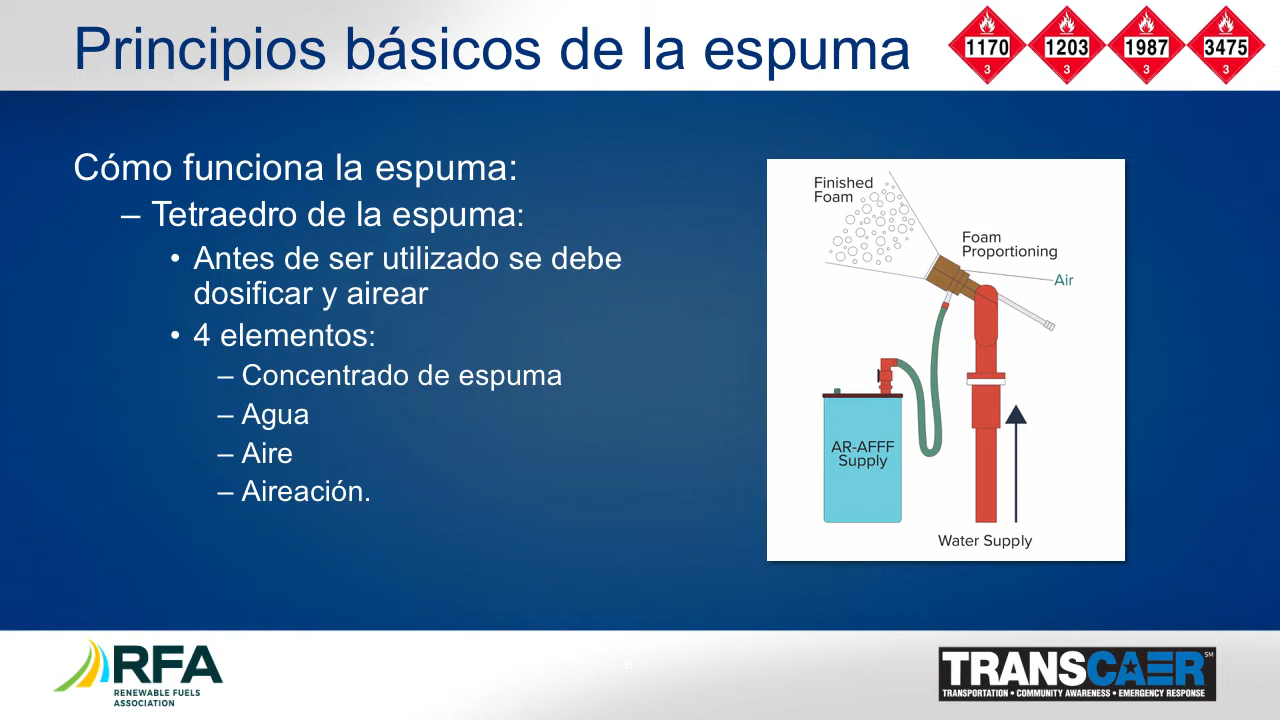 Principios básicos de la espuma
1170
3
1203
3
1987
3
3475
3
Cómo funciona la espuma:
– Tetraedro de la espuma:
• Antes de ser utilizado se debe
dosificar y airear
• 4 elementos:
– Concentrado de espuma
– Agua
– Aire
– Aireación.
Finished
Foam
Foam
Proportioning
Air
AR-AFFF
Supply
Water Supply
RFA
RENEWABLE FUELS
ASSOCIATION
TRANSCAER SM
TRANSPORTATION • COMMUNITY AWARENESS • EMERGENCY RESPONSE